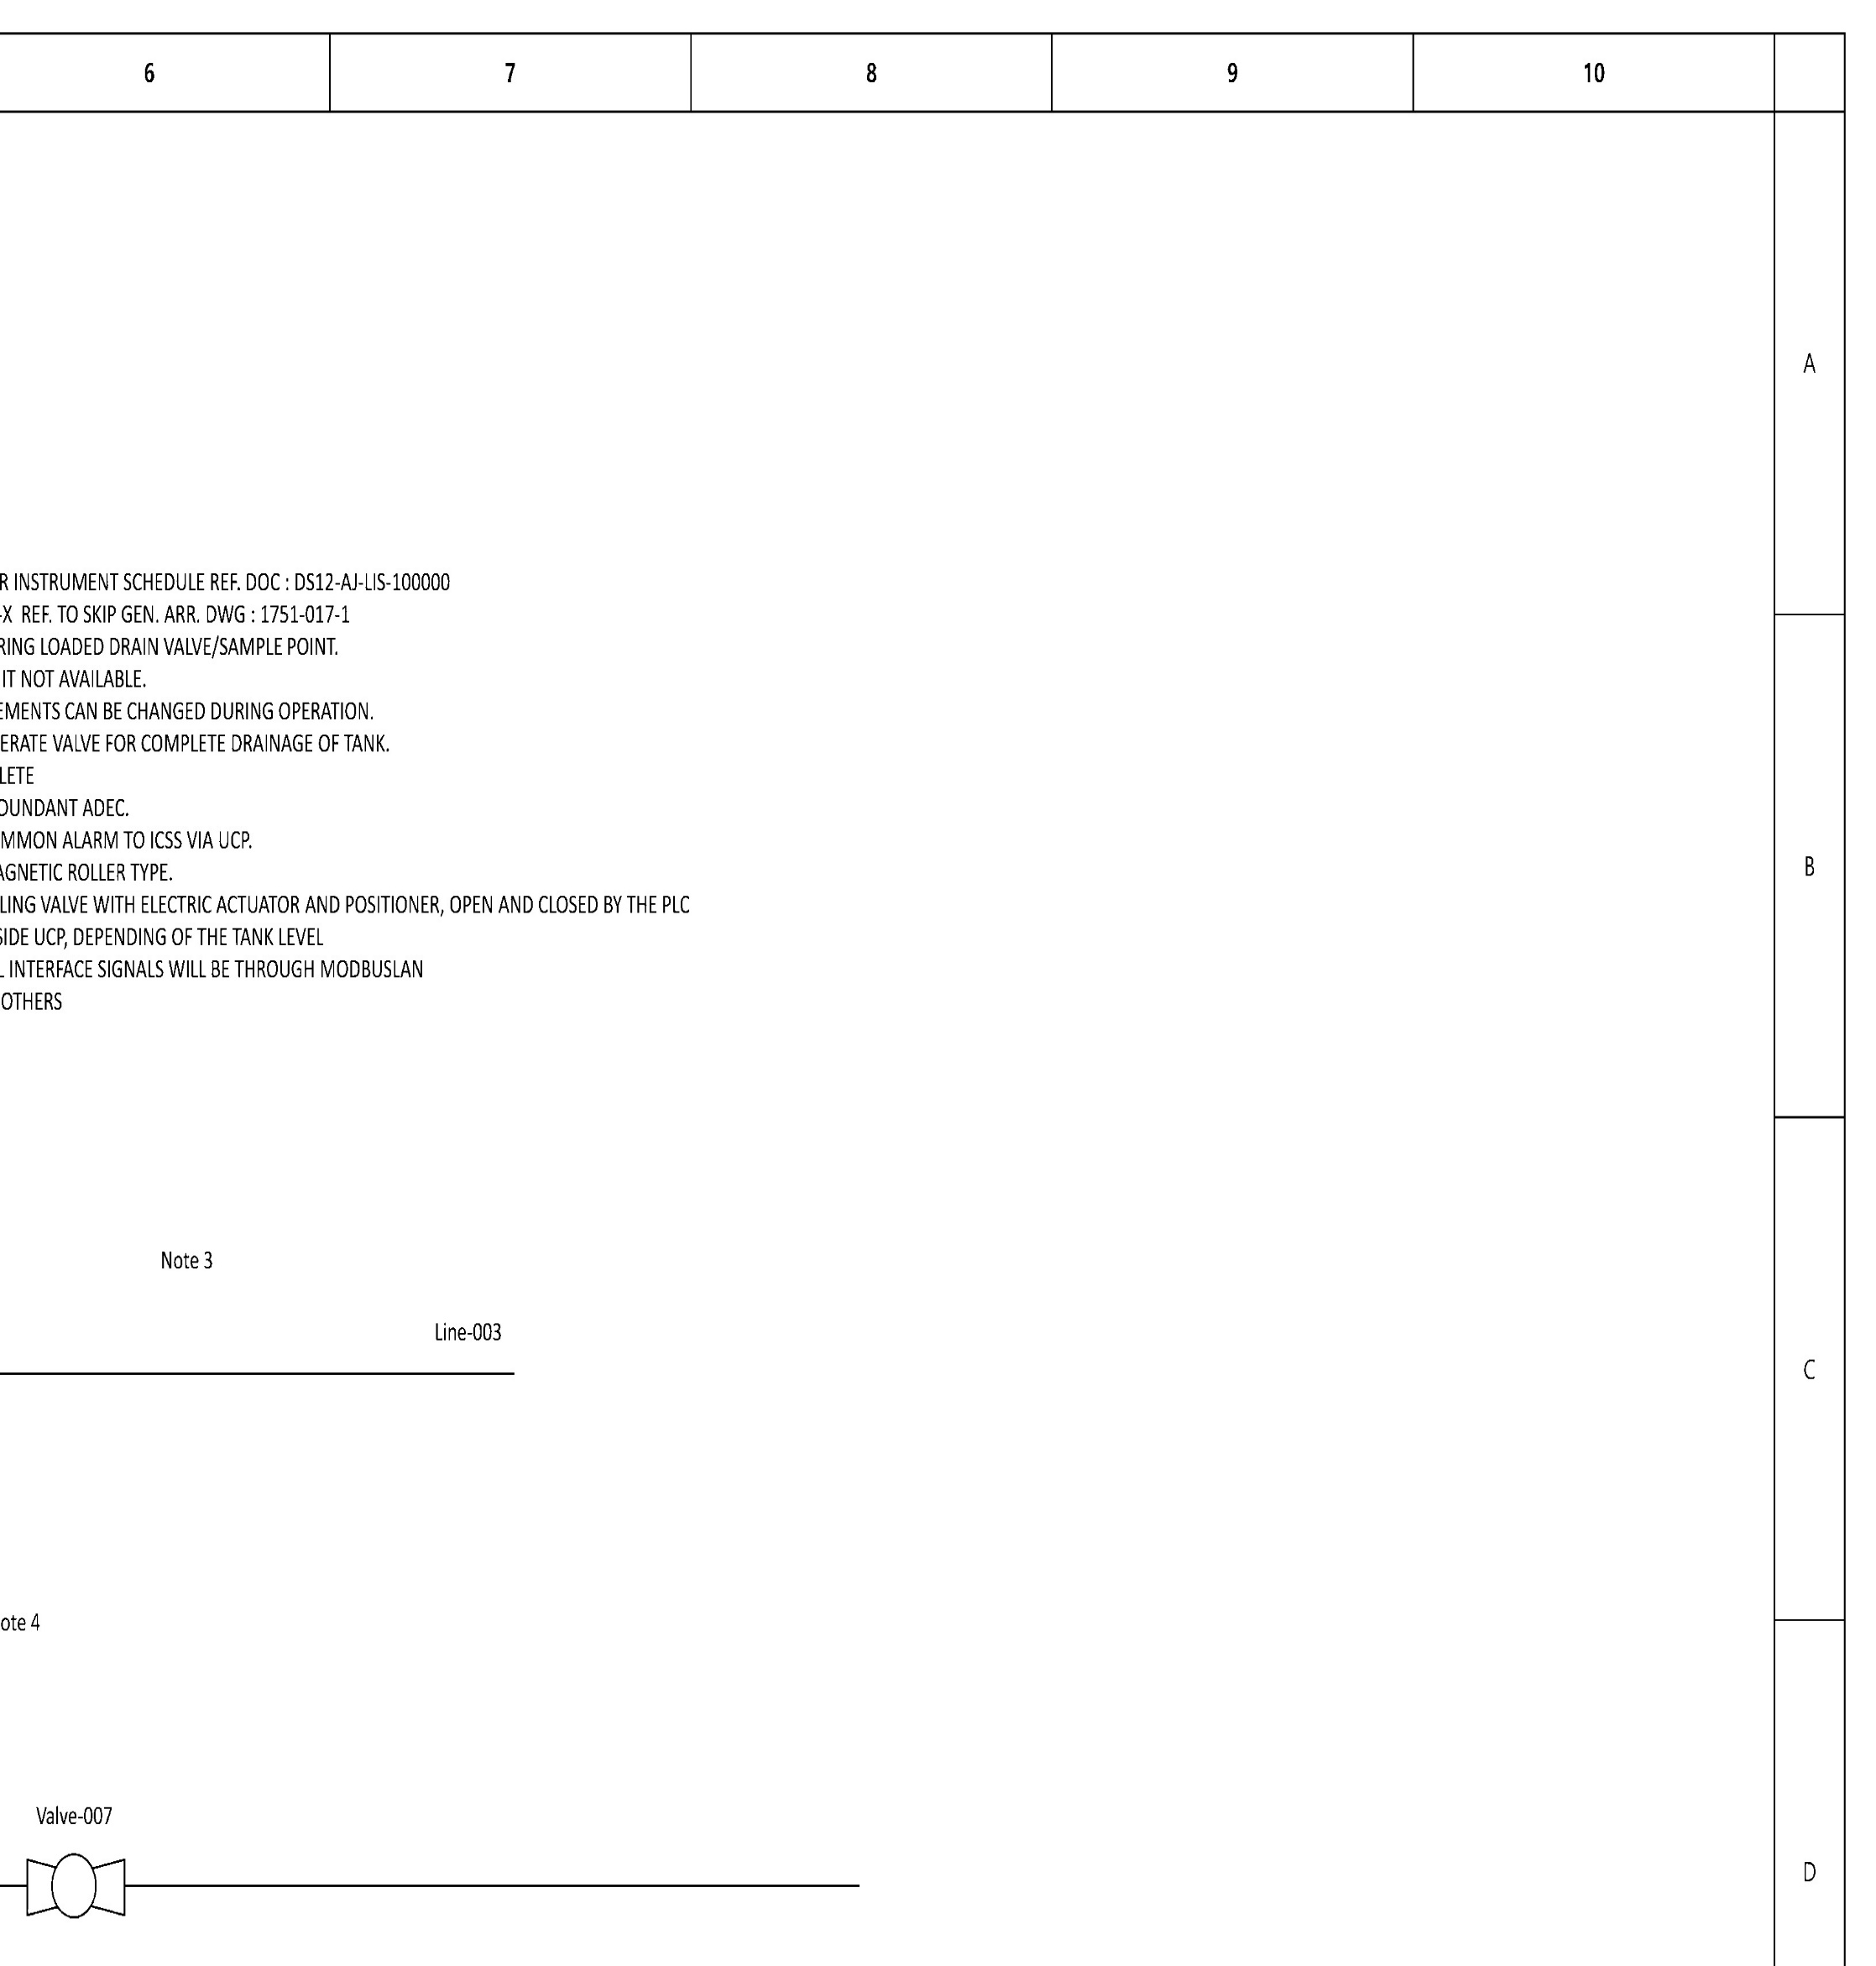 6 7 8 9 10
A
R INSTRUMENT SCHEDULE REF. DOC : DS12-AJ-LIS-100000
-X REF. TO SKIP GEN. ARR. DWG : 1751-017-1
RING LOADED DRAIN VALVE/SAMPLE POINT.
IT NOT AVAILABLE.
EMENTS CAN BE CHANGED DURING OPERATION.
ERATE VALVE FOR COMPLETE DRAINAGE OF TANK.
LETE
DUNDANT ADEC.
MMON ALARM TO ICSS VIA UCP.
AGNETIC ROLLER TYPE.
LING VALVE WITH ELECTRIC ACTUATOR AND POSITIONER, OPEN AND CLOSED BY THE PLC
SIDE UCP, DEPENDING OF THE TANK LEVEL
L INTERFACE SIGNALS WILL BE THROUGH MODBUSLAN
OTHERS
B
Note 3
Line-003
C
ote 4
Valve-007
D